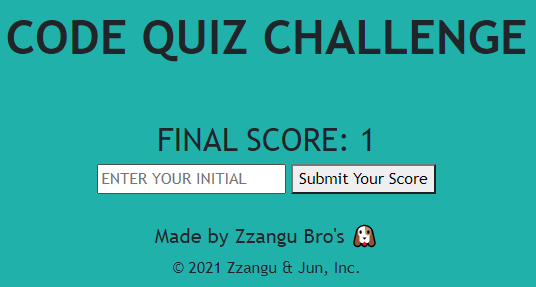 CODE QUIZ CHALLENGE
FINAL SCORE: 1
ENTER YOUR INITIAL Submit Your Score
Made by Zzangu Bro's
© 2021 Zzangu & Jun, Inc.